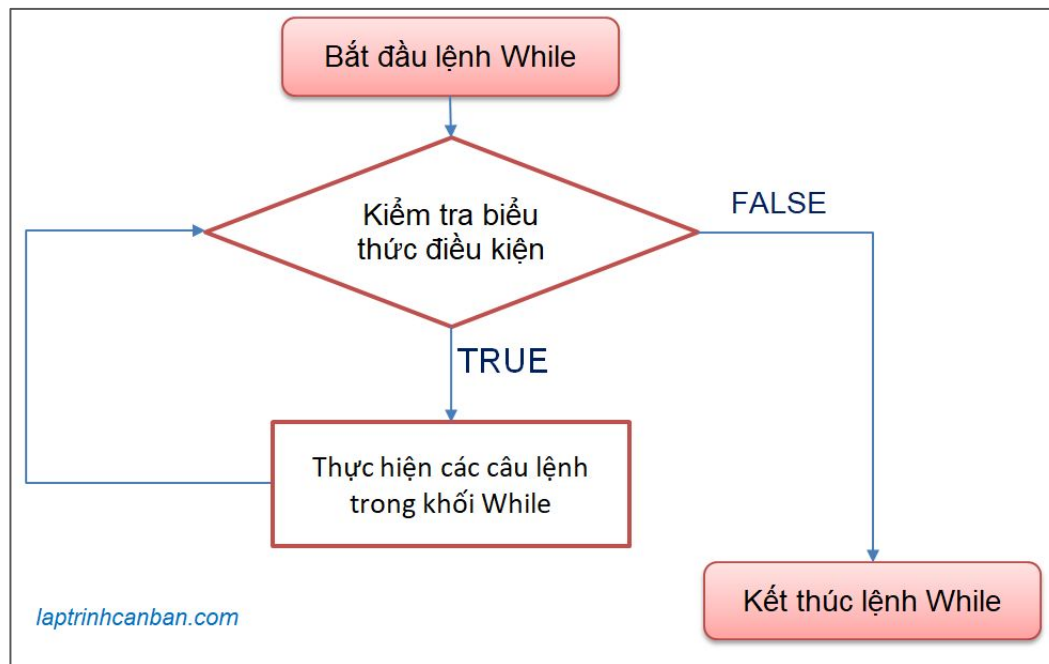 Bắt đầu lệnh While
Kiểm tra biểu
thức điều kiện
FALSE
TRUE
Thực hiện các câu lệnh
trong khối While
Kết thúc lệnh While
laptrinhcanban.com